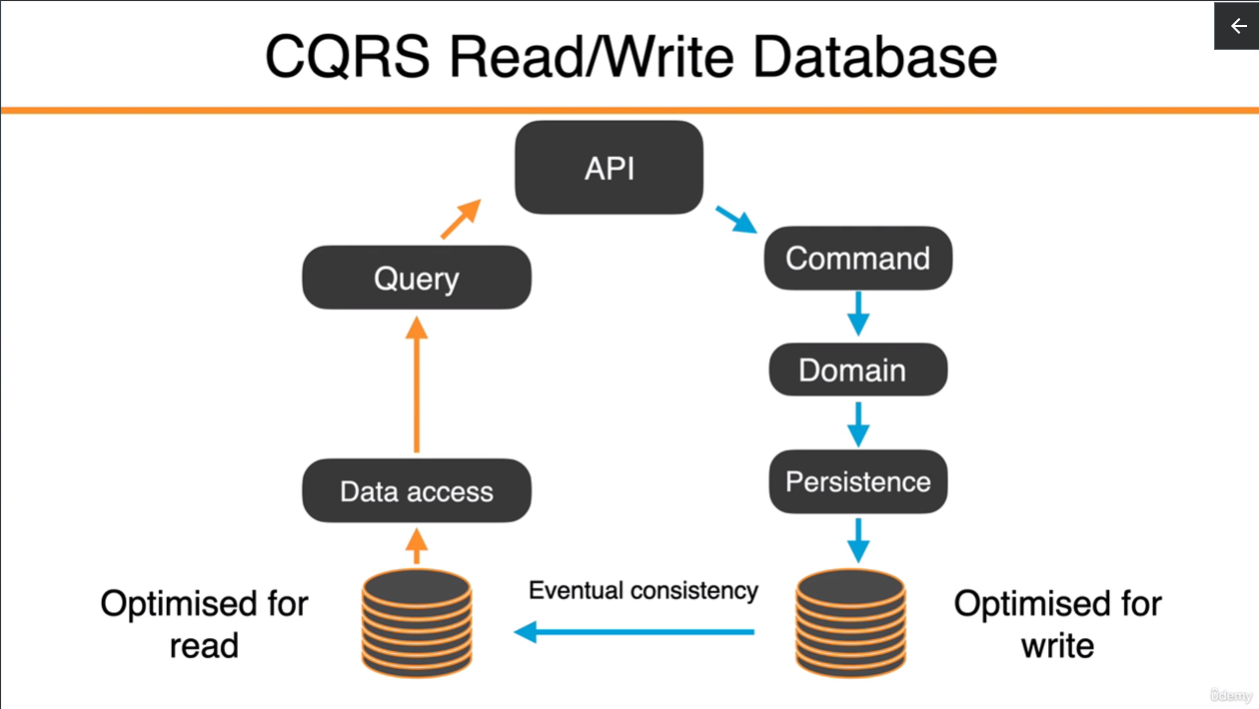 CQRS Read/Write Database
API
Command
Query
Domain
Persistence
Data access
Eventual consistency
Optimised for
read
Optimised for
write
ûdemy